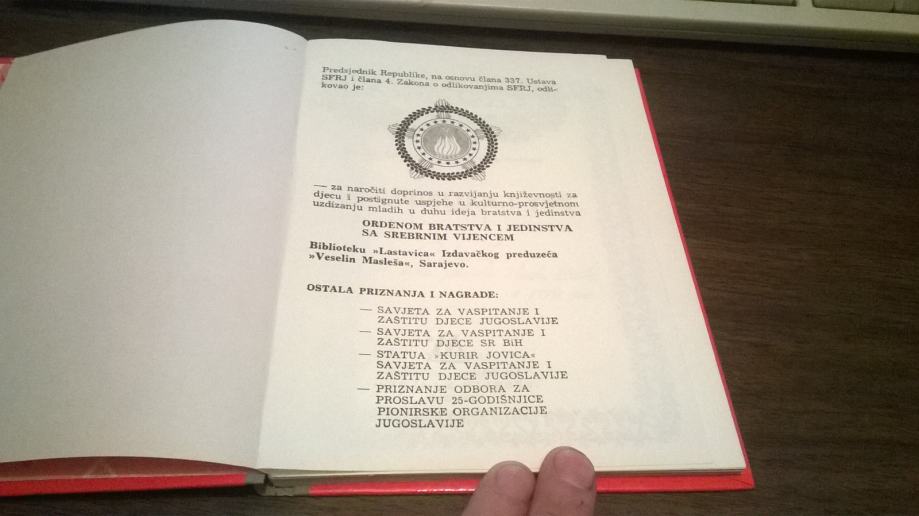 Predsjednik Republike, na osnovu člana 337. Ustava
SFRJ i člana 4. Zakona o odlikovanjima SFRJ, odli-
kovao je:
— za naročiti doprinos u razvijanju književnosti za
djecu i postignute uspjehe u kulturno-prosvjetnom
uzdizanju mladih u duhu ideja bratstva i jedinstva
ORDENOM BRATSTVA I JEDINSTVA
SA SREBRNIM VIJENCEM
Biblioteku »Lastavica« Izdavačkog preduzeća
»Veselin Masleša«, Sarajevo.
OSTALA PRIZNANJA I NAGRADE:
— SAVJETA ZA VASPITANJE I
ZAŠTITU DJECE JUGOSLAVIJE
— SAVJETA ZA VASPITANJE I
ZAŠTITU DJECE SR BiH
— STATUA »KURIR JOVICA«
SAVJETA ZA VASPITANJE I
ZAŠTITU DJECE JUGOSLAVIJE
— PRIZNANJE ODBORA ZA
PROSLAVU 25-GODIŠNJICE
PIONIRSKE ORGANIZACIJE
JUGOSLAVIJE